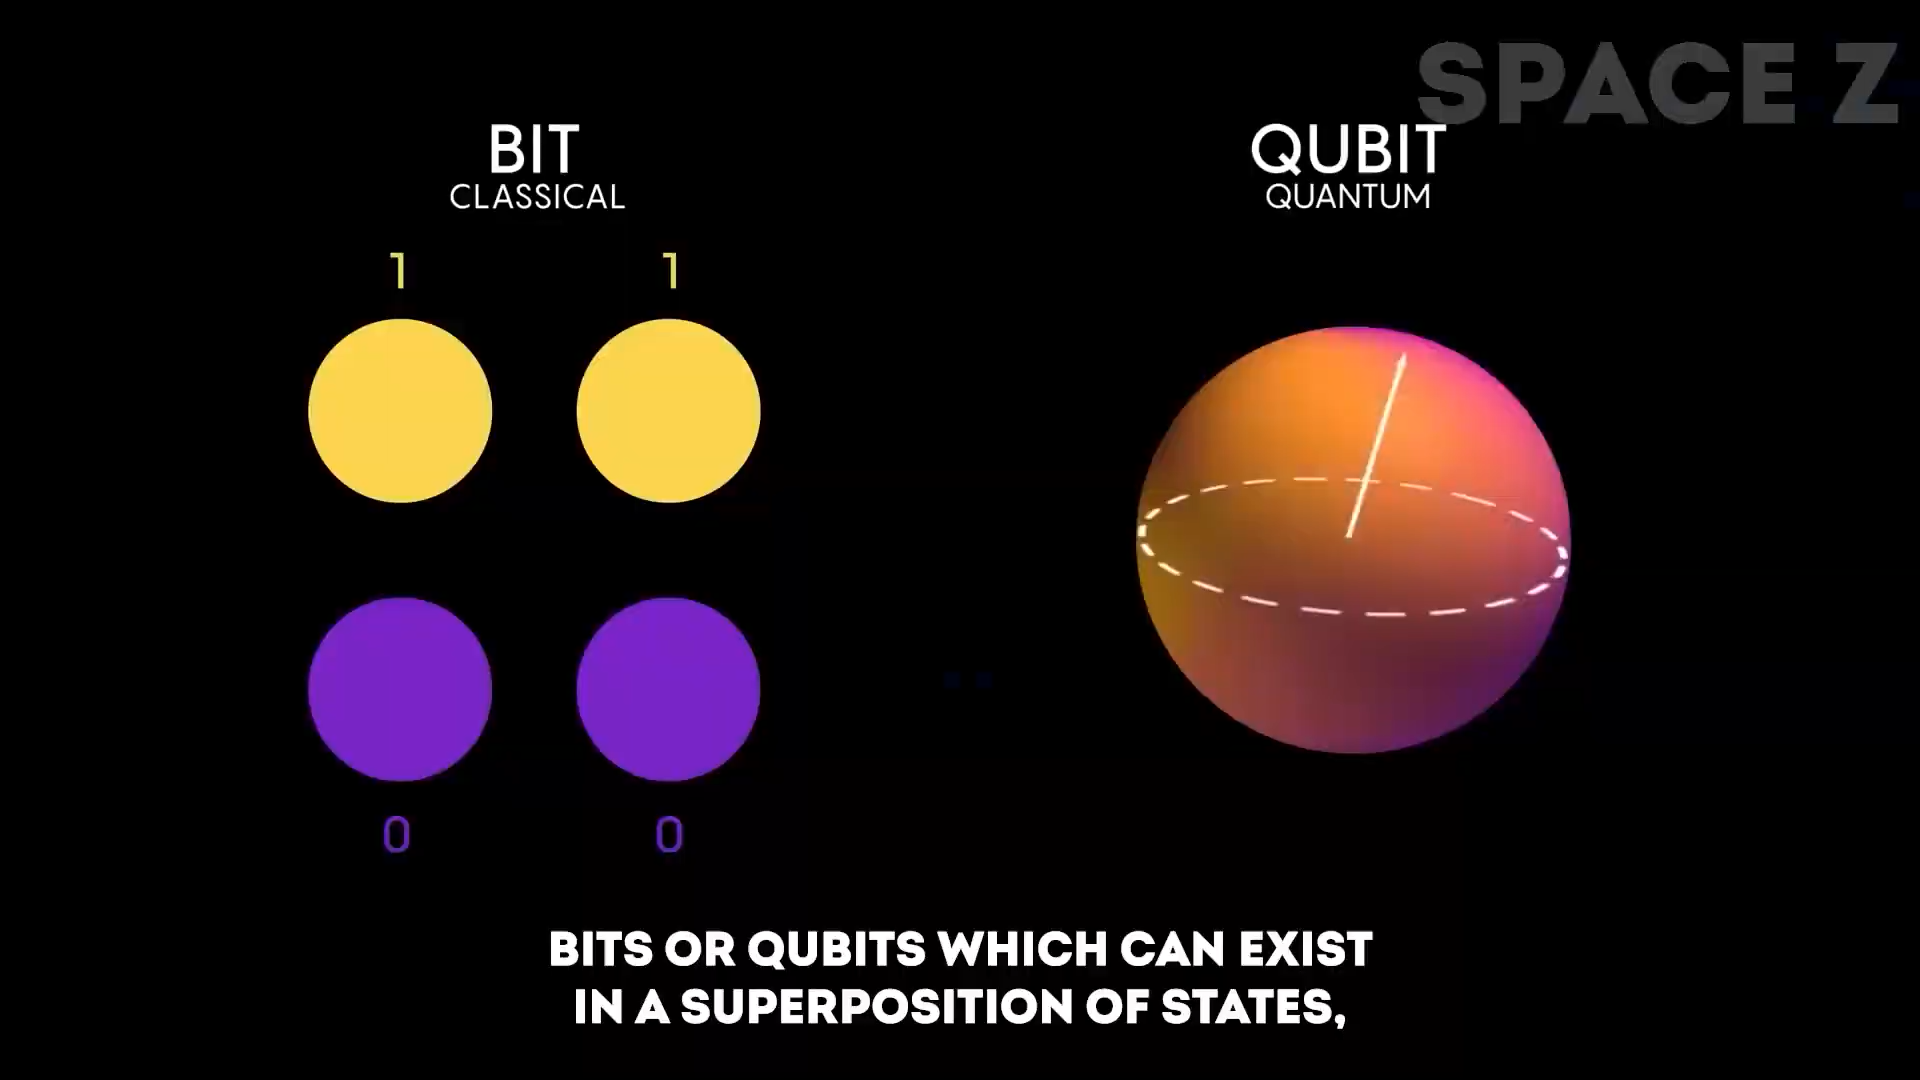 SPACE Z
BIT
CLASSICAL
QUBIT
QUANTUM
1 1
0 0
BITS OR QUBITS WHICH CAN EXIST
IN A SUPERPOSITION OF STATES,